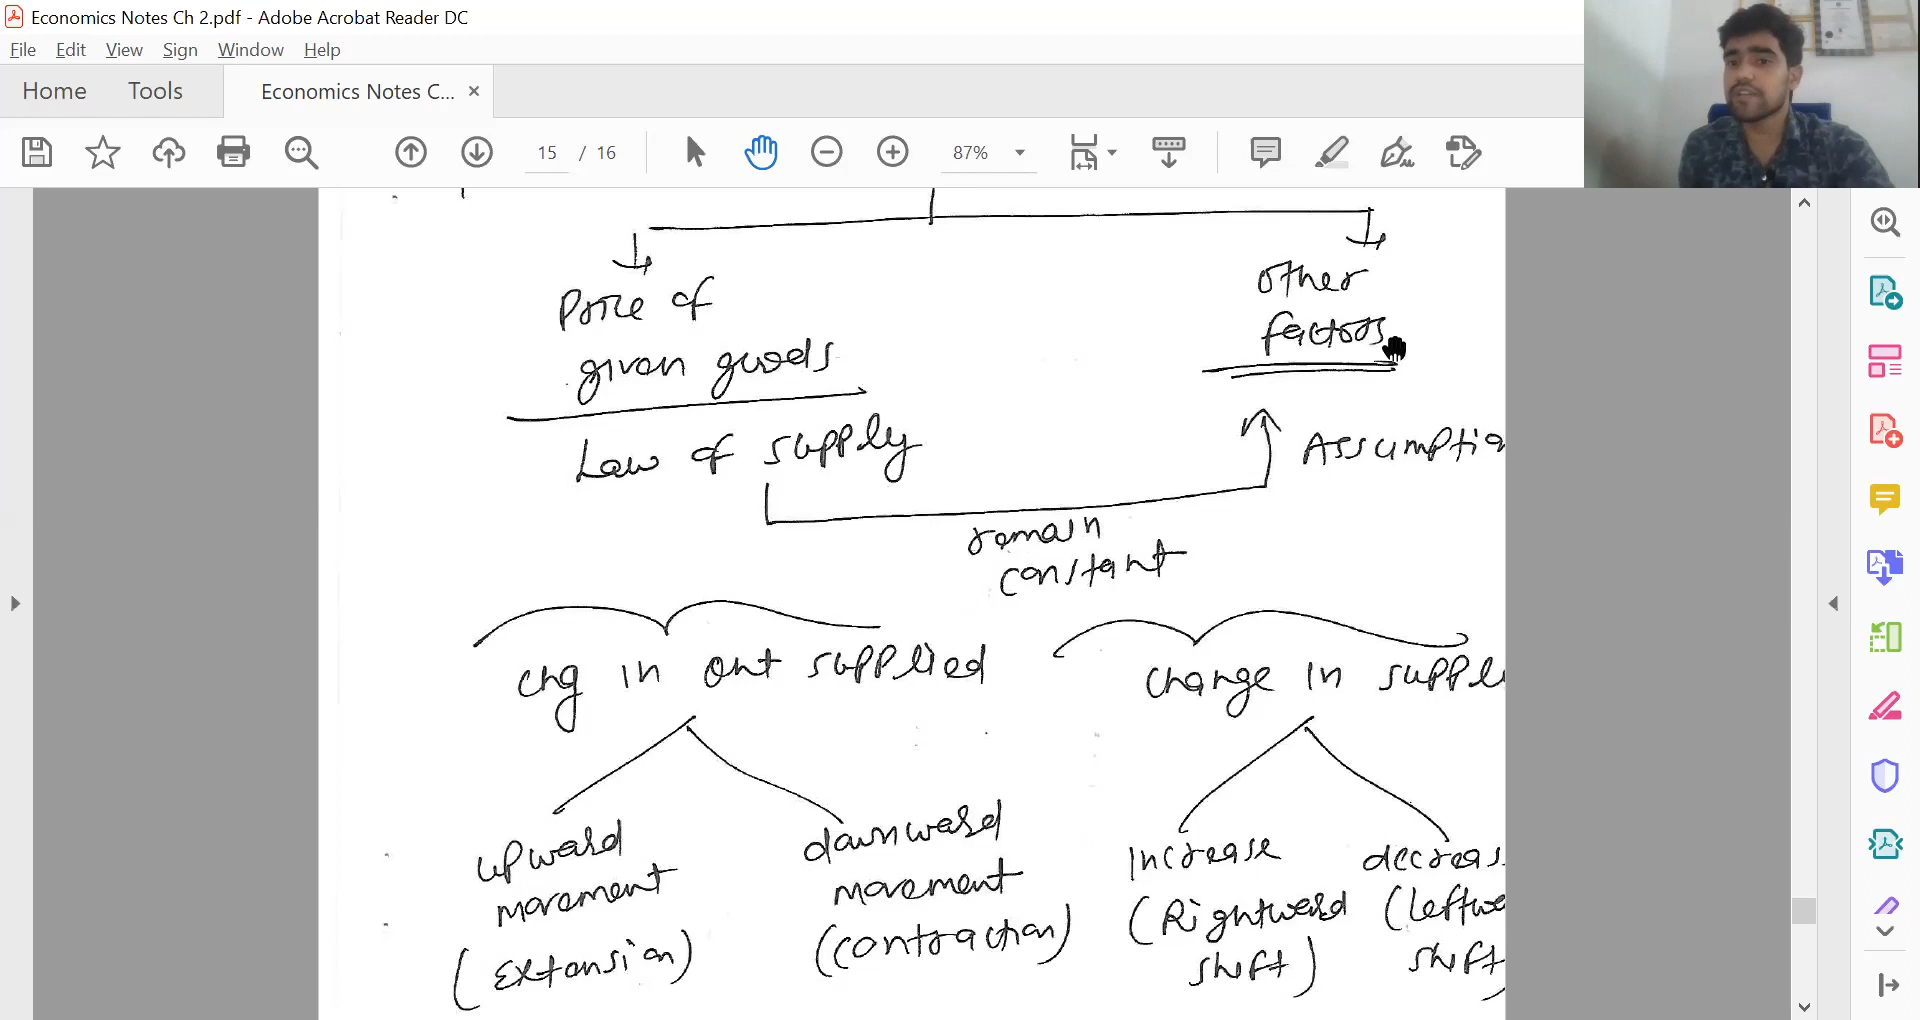 Economics Notes Ch 2.pdf - Adobe Acrobat Reader DC
File Edit View Sign Window Help
Home Tools Economics Notes C... ×
15 / 16 87%
Price of
given goods
Other
factors
Law of supply
Assumptio
remain
constant
chg in Qnt supplied
change in supply
upward
movement
(Extension)
downward
movement
(contraction)
Increase
(Rightward
shift)
decreas
(leftwa
shift)